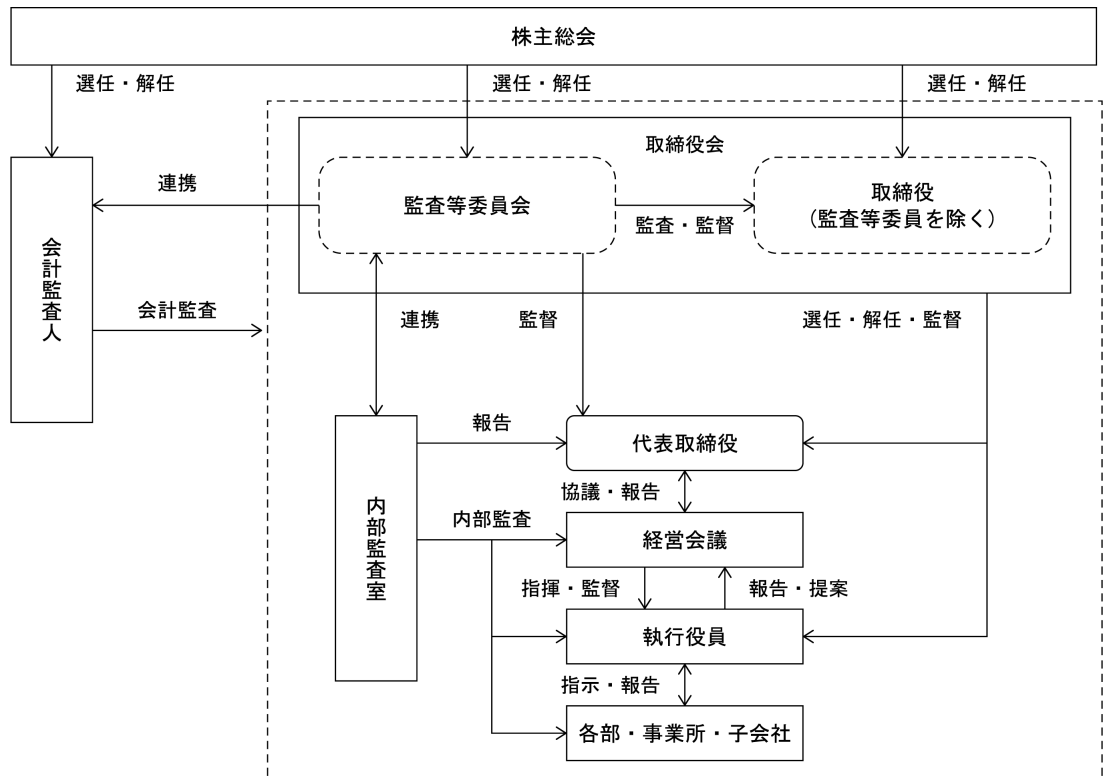 株主総会
選任・解任
選任・解任
選任・解任
取締役会
連携
監査等委員会
監査・監督
取締役
（監査等委員を除く）
会計監査人
会計監査
連携
監督
選任・解任・監督
報告
代表取締役
協議・報告
内部監査室
内部監査
経営会議
指揮・監督
報告・提案
執行役員
指示・報告
各部・事業所・子会社